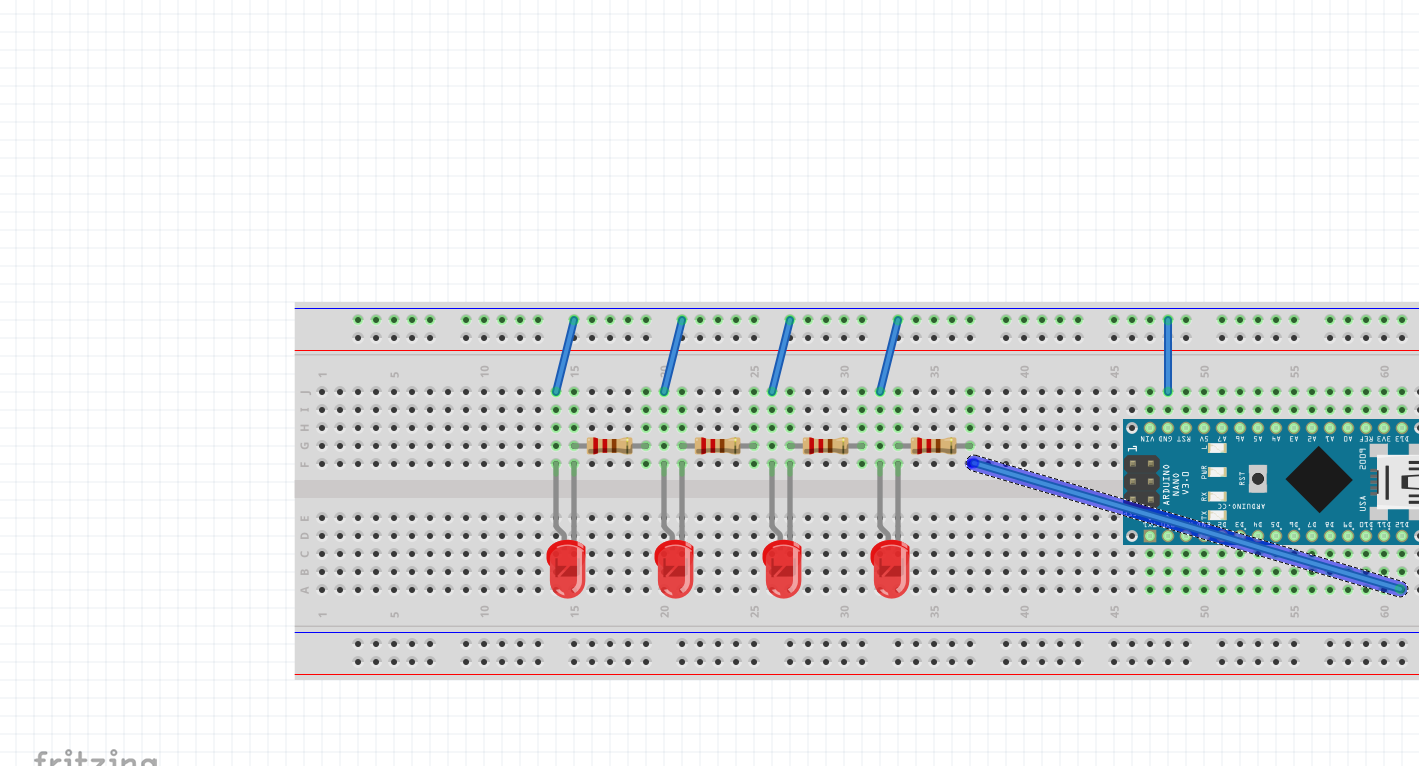 1 5 10 15 20 25 30 35 40 45 50 55 60
J
I
H
G
F
VIN GND RST 5V A7 A6 A5 A4 A3 A2 A1 A0 REF 3V3 D13
1
L
PWR
RX
TX
ARDUINO
NANO
V3.0
RST
ARDUINO.CC
USA
TX1 D2 D3 D4 D5 D6 D7 D8 D9 D10 D11 D12
E
D
C
B
A
1 5 10 15 20 25 30 35 40 45 50 55 60
fritzing